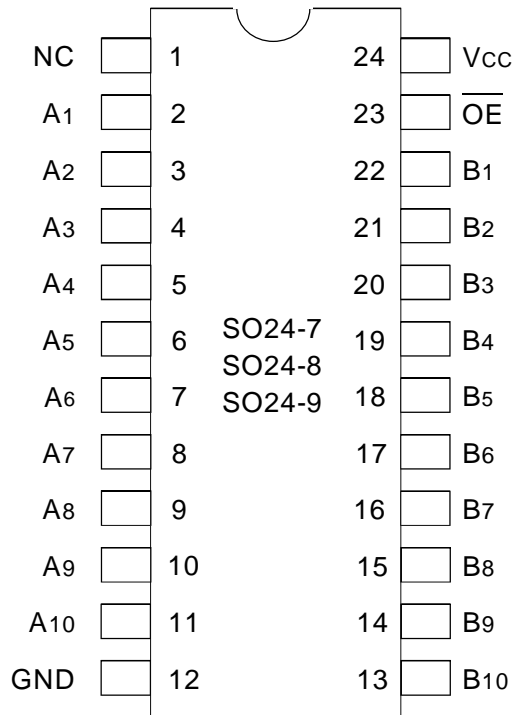 NC 1 24 Vcc
A1 2 23 O̅E̅
A2 3 22 B1
A3 4 21 B2
A4 5 20 B3
A5 6 SO24-7 19 B4
SO24-8
A6 7 SO24-9 18 B5
A7 8 17 B6
A8 9 16 B7
A9 10 15 B8
A10 11 14 B9
GND 12 13 B10